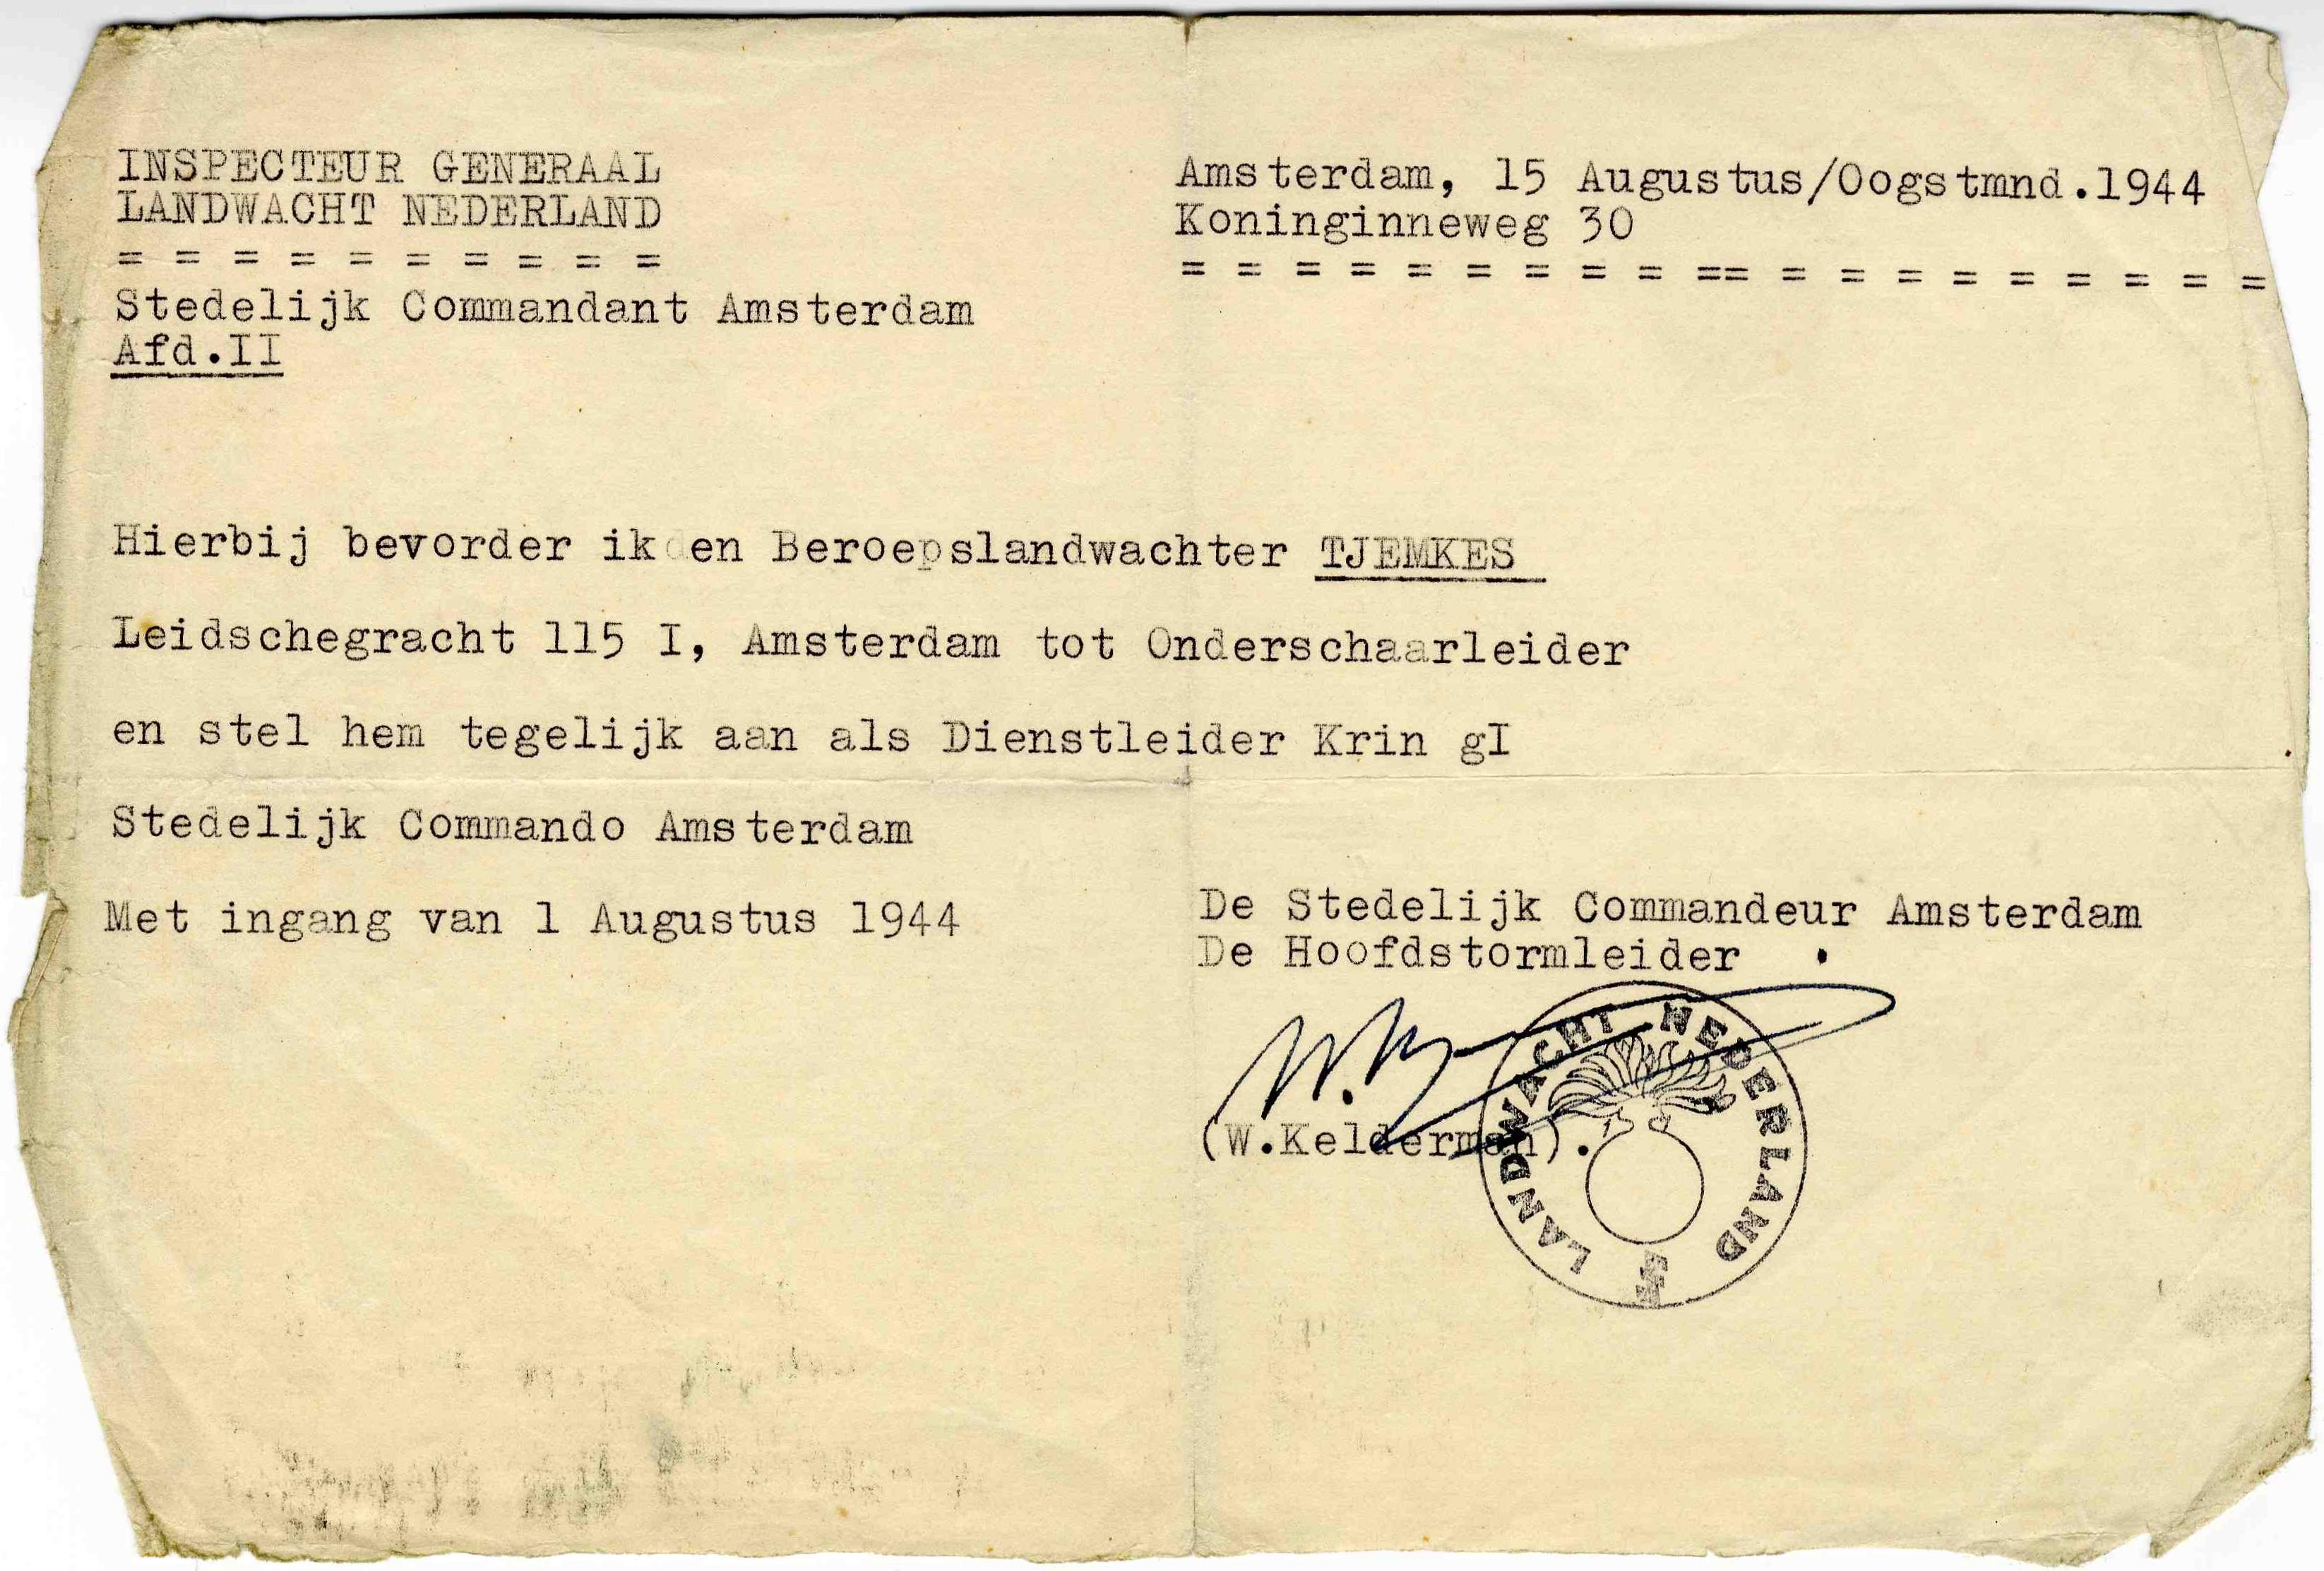 INSPECTEUR GENERAAL
LANDWACHT NEDERLAND
= = = = = = = = = =
Stedelijk Commandant Amsterdam
Afd.II
Amsterdam, 15 Augustus/Oogstmnd.1944
Koninginneweg 30
= = = = = = = = = == = = = = = = = = =
Hierbij bevorder ik den Beroepslandwachter TJEMKES
Leidschegracht 115 I, Amsterdam tot Onderschaarleider
en stel hem tegelijk aan als Dienstleider Krin gI
Stedelijk Commando Amsterdam
Met ingang van 1 Augustus 1944
De Stedelijk Commandeur Amsterdam
De Hoofdstormleider .
(W.Kelderman).
LANDWACHT NEDERLAND